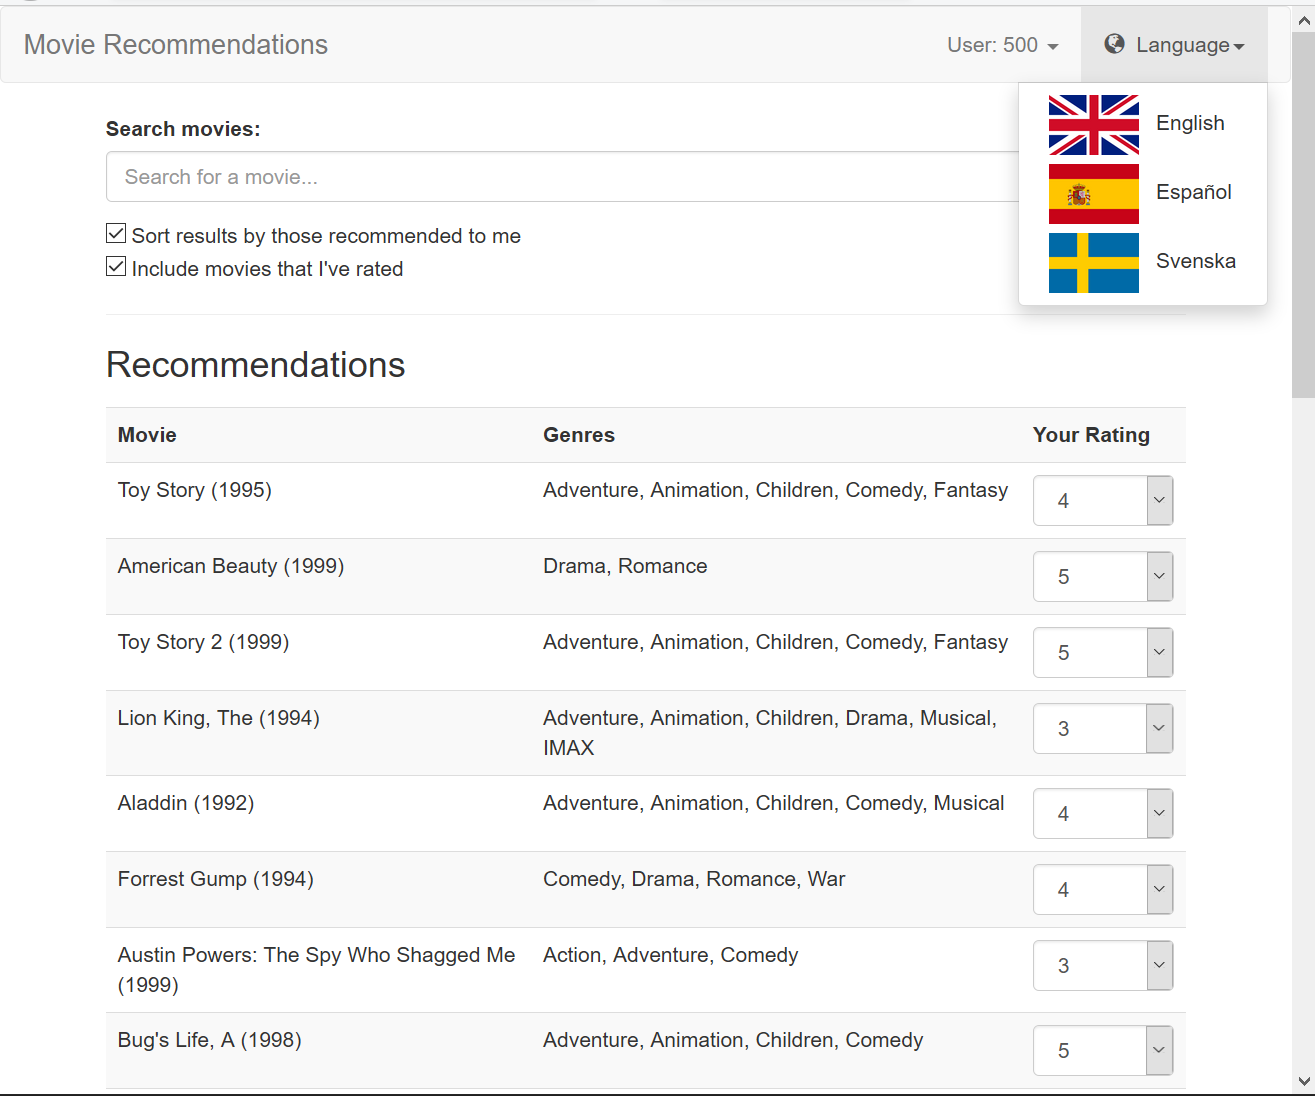 Movie Recommendations
User: 500
Language
English
Español
Svenska
Search movies:
Search for a movie...
Sort results by those recommended to me
Include movies that I've rated
Recommendations
Movie Genres Your Rating
Toy Story (1995) Adventure, Animation, Children, Comedy, Fantasy 4
American Beauty (1999) Drama, Romance 5
Toy Story 2 (1999) Adventure, Animation, Children, Comedy, Fantasy 5
Lion King, The (1994) Adventure, Animation, Children, Drama, Musical, 3
IMAX
Aladdin (1992) Adventure, Animation, Children, Comedy, Musical 4
Forrest Gump (1994) Comedy, Drama, Romance, War 4
Austin Powers: The Spy Who Shagged Me Action, Adventure, Comedy 3
(1999)
Bug's Life, A (1998) Adventure, Animation, Children, Comedy 5